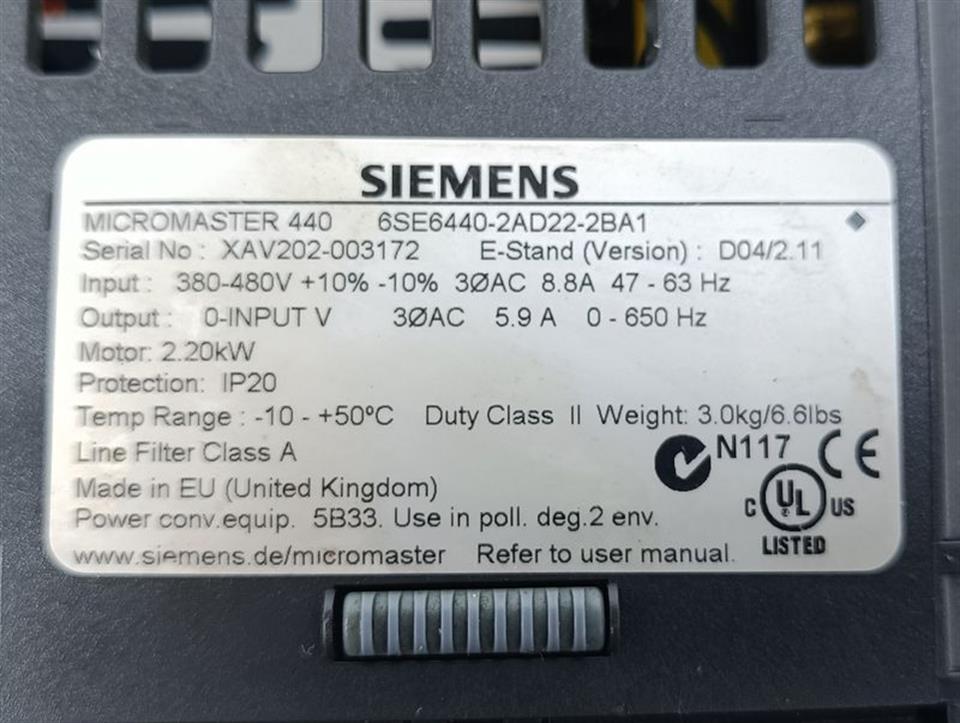 SIEMENS
MICROMASTER 440 6SE6440-2AD22-2BA1
Serial No : XAV202-003172 E-Stand (Version) : D04/2.11
Input : 380-480V +10% -10% 3ØAC 8.8A 47 - 63 Hz
Output : 0-INPUT V 3ØAC 5.9 A 0 - 650 Hz
Motor: 2.20kW
Protection: IP20
Temp Range : -10 - +50ºC Duty Class II Weight: 3.0kg/6.6lbs
Line Filter Class A
N117 CE
Made in EU (United Kingdom)
C UL US
Power conv.equip. 5B33. Use in poll. deg.2 env.
LISTED
www.siemens.de/micromaster Refer to user manual.